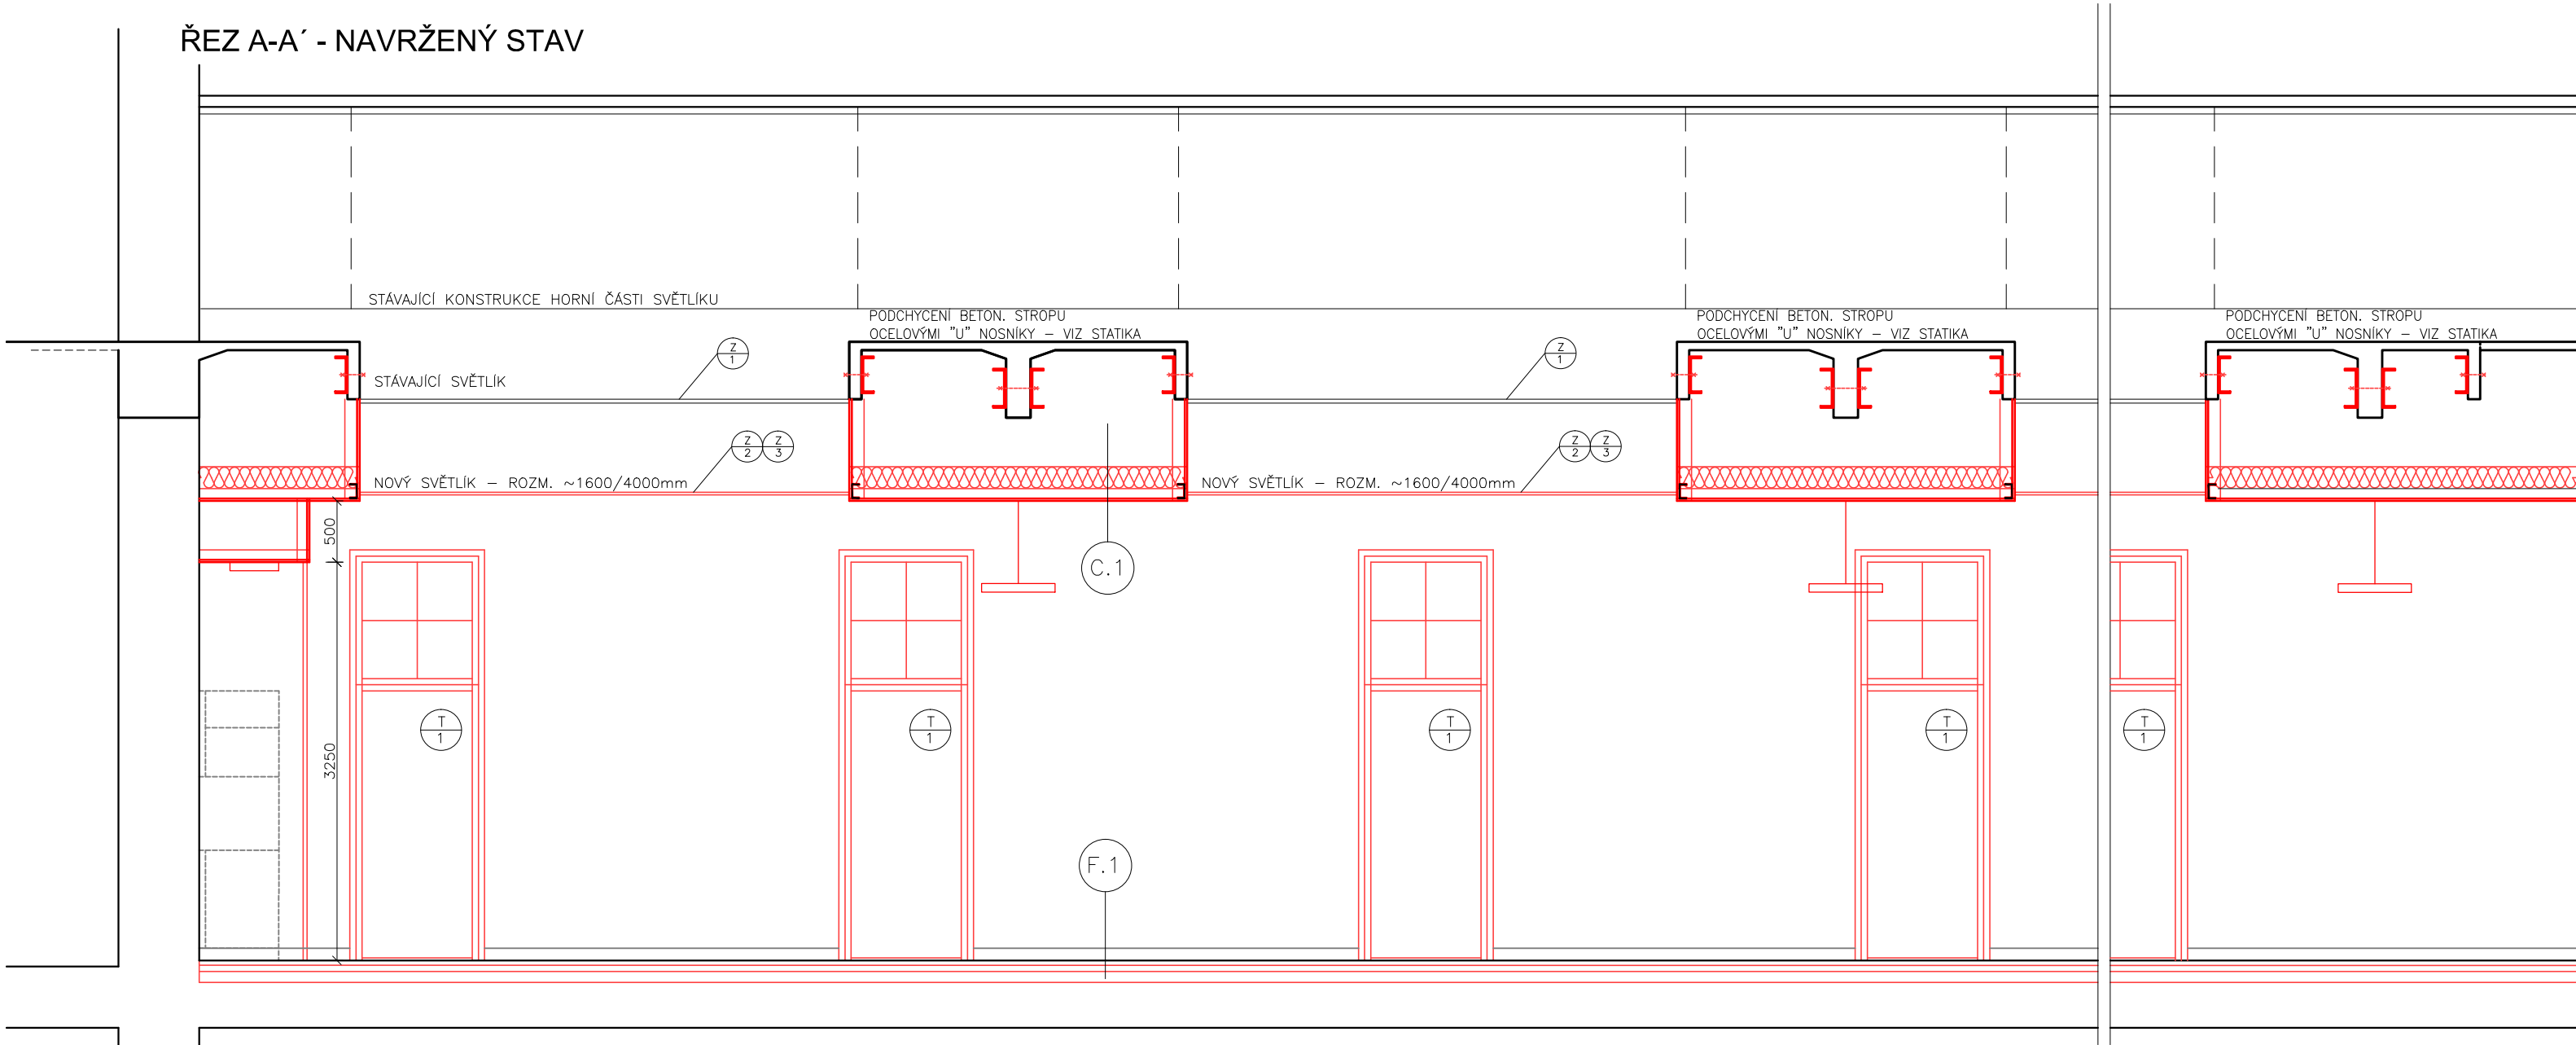 ŘEZ A-A´ - NAVRŽENÝ STAV
STÁVAJÍCÍ KONSTRUKCE HORNÍ ČÁSTI SVĚTLÍKU
PODCHYCENÍ BETON. STROPU
OCELOVÝMI "U" NOSNÍKY – VIZ STATIKA
PODCHYCENÍ BETON. STROPU
OCELOVÝMI "U" NOSNÍKY – VIZ STATIKA
PODCHYCENÍ BETON. STROPU
OCELOVÝMI "U" NOSNÍKY – VIZ STATIKA
Z
1
Z
1
STÁVAJÍCÍ SVĚTLÍK
Z
2
Z
3
Z
2
Z
3
NOVÝ SVĚTLÍK – ROZM. ~1600/4000mm
NOVÝ SVĚTLÍK – ROZM. ~1600/4000mm
500
C.1
T
1
T
1
T
1
T
1
T
1
3250
F.1